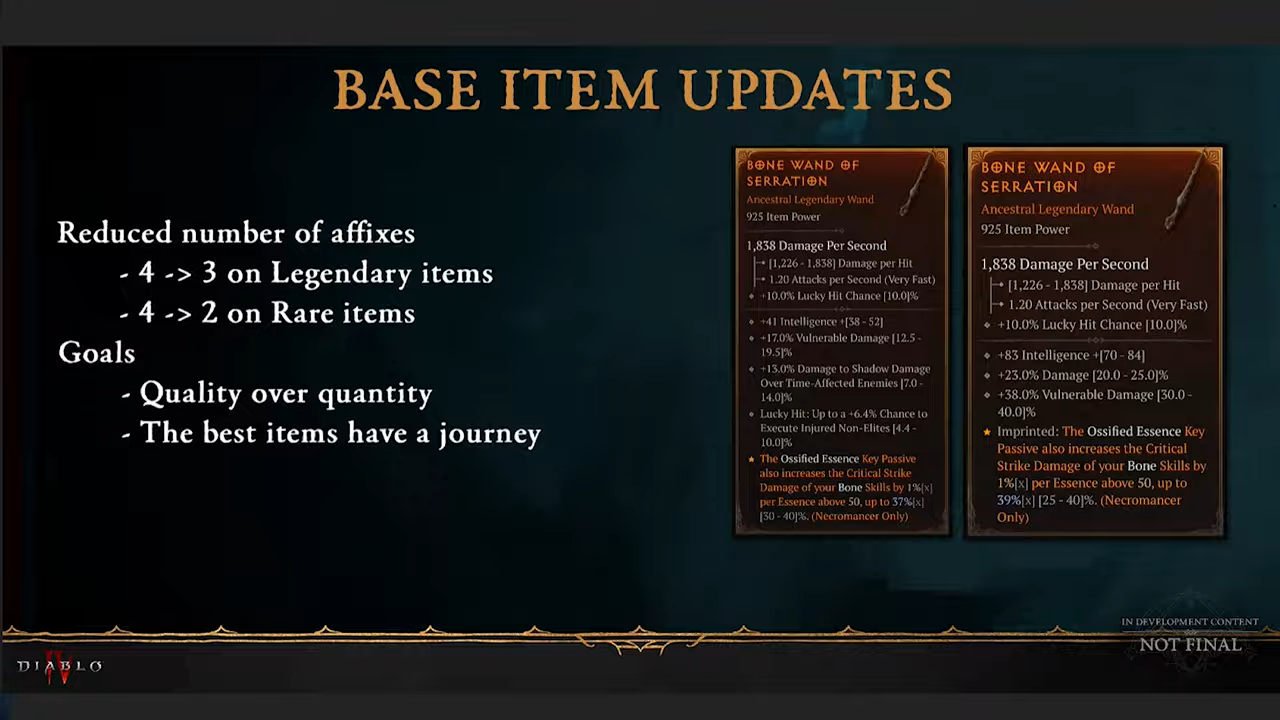 BASE ITEM UPDATES
Reduced number of affixes
- 4 -> 3 on Legendary items
- 4 -> 2 on Rare items
Goals
- Quality over quantity
- The best items have a journey
BONE WAND OF
SERRATION
Ancestral Legendary Wand
925 Item Power
1,838 Damage Per Second
[1,226 - 1,838] Damage per Hit
1.20 Attacks per Second (Very Fast)
+10.0% Lucky Hit Chance [10.0]%
+41 Intelligence +[38 - 52]
+17.0% Vulnerable Damage [12.5 -
19.5]%
+13.0% Damage to Shadow Damage
Over Time-Affected Enemies [7.0 -
14.0]%
Lucky Hit: Up to a +6.4% Chance to
Execute Injured Non-Elites [4.4 -
10.0]%
The Ossified Essence Key Passive
also increases the Critical Strike
Damage of your Bone Skills by 1%[x]
per Essence above 50, up to 37%[x]
[30 - 40]%. (Necromancer Only)
BONE WAND OF
SERRATION
Ancestral Legendary Wand
925 Item Power
1,838 Damage Per Second
[1,226 - 1,838] Damage per Hit
1.20 Attacks per Second (Very Fast)
+10.0% Lucky Hit Chance [10.0]%
+83 Intelligence +[70 - 84]
+23.0% Damage [20.0 - 25.0]%
+38.0% Vulnerable Damage [30.0 -
40.0]%
Imprinted: The Ossified Essence Key
Passive also increases the Critical
Strike Damage of your Bone Skills by
1%[x] per Essence above 50, up to
39%[x] [25 - 40]%. (Necromancer
Only)
DIABLO
IV
IN DEVELOPMENT CONTENT
NOT FINAL